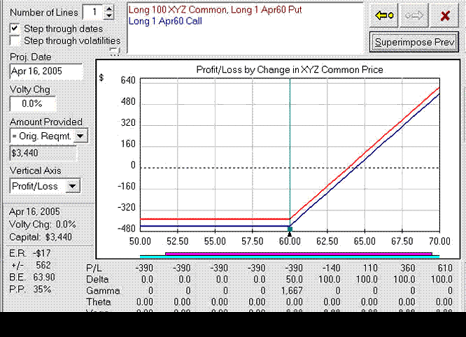 Number of Lines 1
Step through dates
Step through volatilities
Proj. Date
Apr 16, 2005
Volty Chg
0.0%
Amount Provided
= Orig. Reqmt.
$3,440
Vertical Axis
Profit/Loss
Apr 16, 2005
Volty Chg: 0.0%
Capital: $3,440
E.R. -$17
+/- 562
B.E. 63.90
P.P. 35%
Long 100 XYZ Common, Long 1 Apr60 Put
Long 1 Apr60 Call
Superimpose Prev
Profit/Loss by Change in XYZ Common Price
$
640
480
320
160
0
-160
-320
-480
50.00 52.50 55.00 57.50 60.00 62.50 65.00 67.50 70.00
P/L -390 -390 -390 -390 -390 -140 110 360 610
Delta 0 0 0 0 50.0 100.0 100.0 100.0 100.0
Gamma 0 0 0 0 1,667 0 0 0 0
Theta 0.00 0.00 0.00 0.00 0.00 0.00 0.00 0.00 0.00